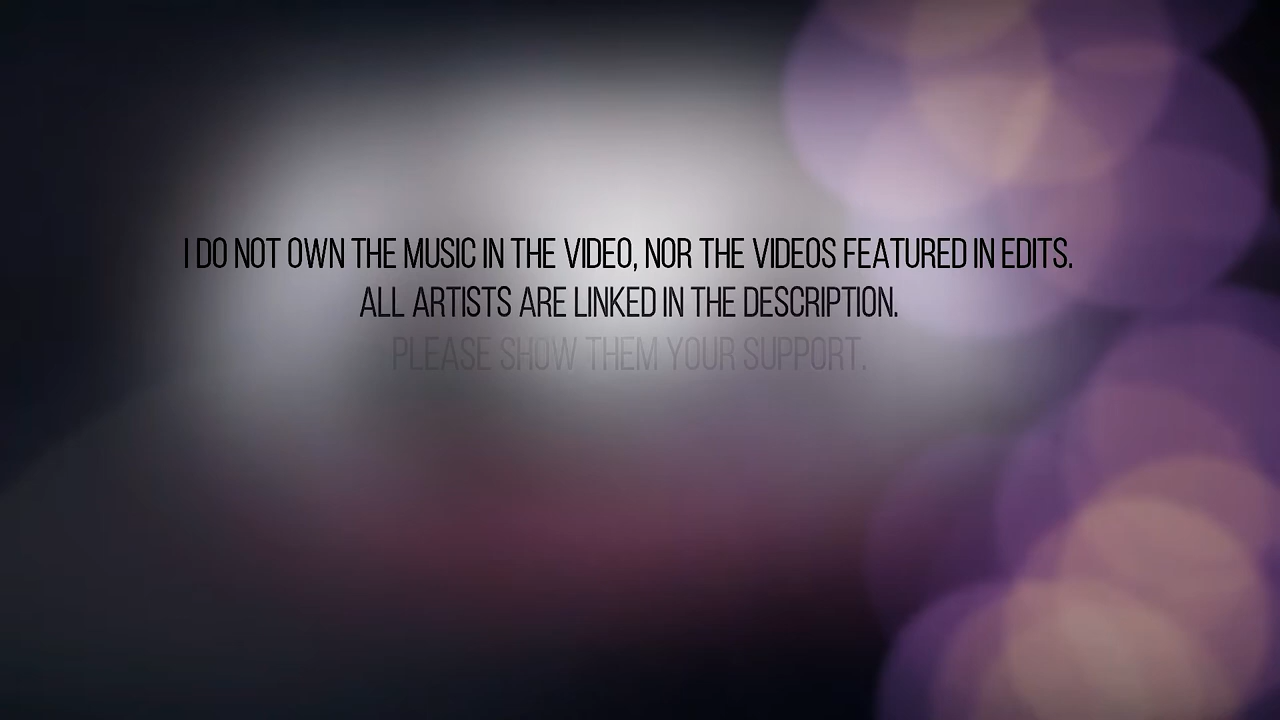 I DO NOT OWN THE MUSIC IN THE VIDEO, NOR THE VIDEOS FEATURED IN EDITS.
ALL ARTISTS ARE LINKED IN THE DESCRIPTION.
PLEASE SHOW THEM YOUR SUPPORT.